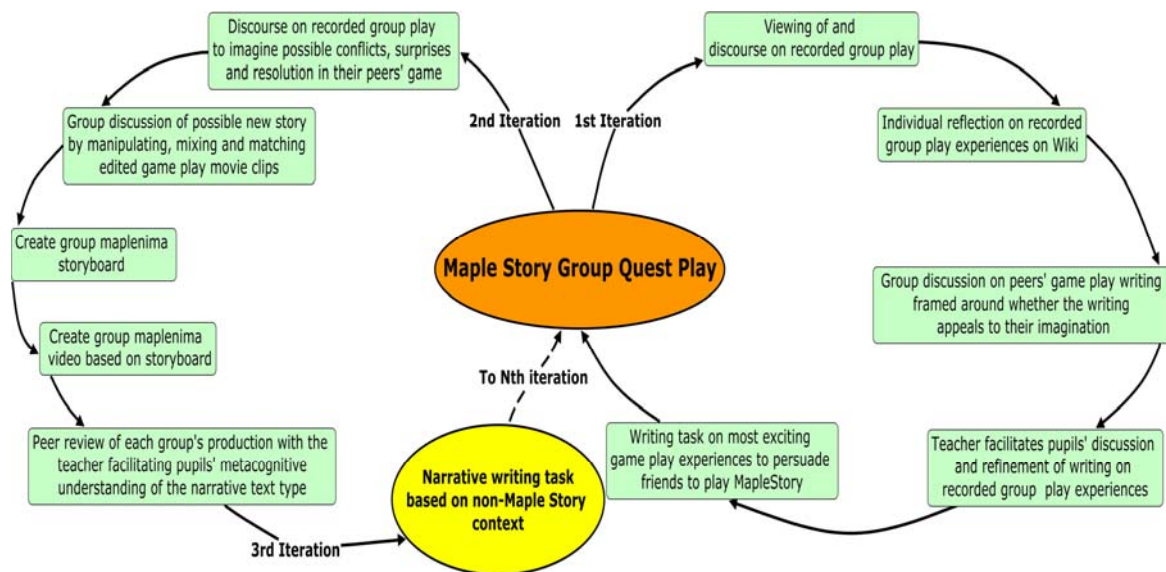 Maple Story Group Quest Play
1st Iteration
Viewing of and
discourse on recorded group play
Individual reflection on recorded
group play experiences on Wiki
Group discussion on peers' game play writing
framed around whether the writing
appeals to their imagination
Teacher facilitates pupils' discussion
and refinement of writing on
recorded group play experiences
Writing task on most exciting
game play experiences to persuade
friends to play MapleStory
2nd Iteration
Discourse on recorded group play
to imagine possible conflicts, surprises
and resolution in their peers' game
Group discussion of possible new story
by manipulating, mixing and matching
edited game play movie clips
Create group maplenima
storyboard
Create group maplenima
video based on storyboard
Peer review of each group's production with the
teacher facilitating pupils' metacognitive
understanding of the narrative text type
3rd Iteration
Narrative writing task
based on non-Maple Story
context
To Nth iteration